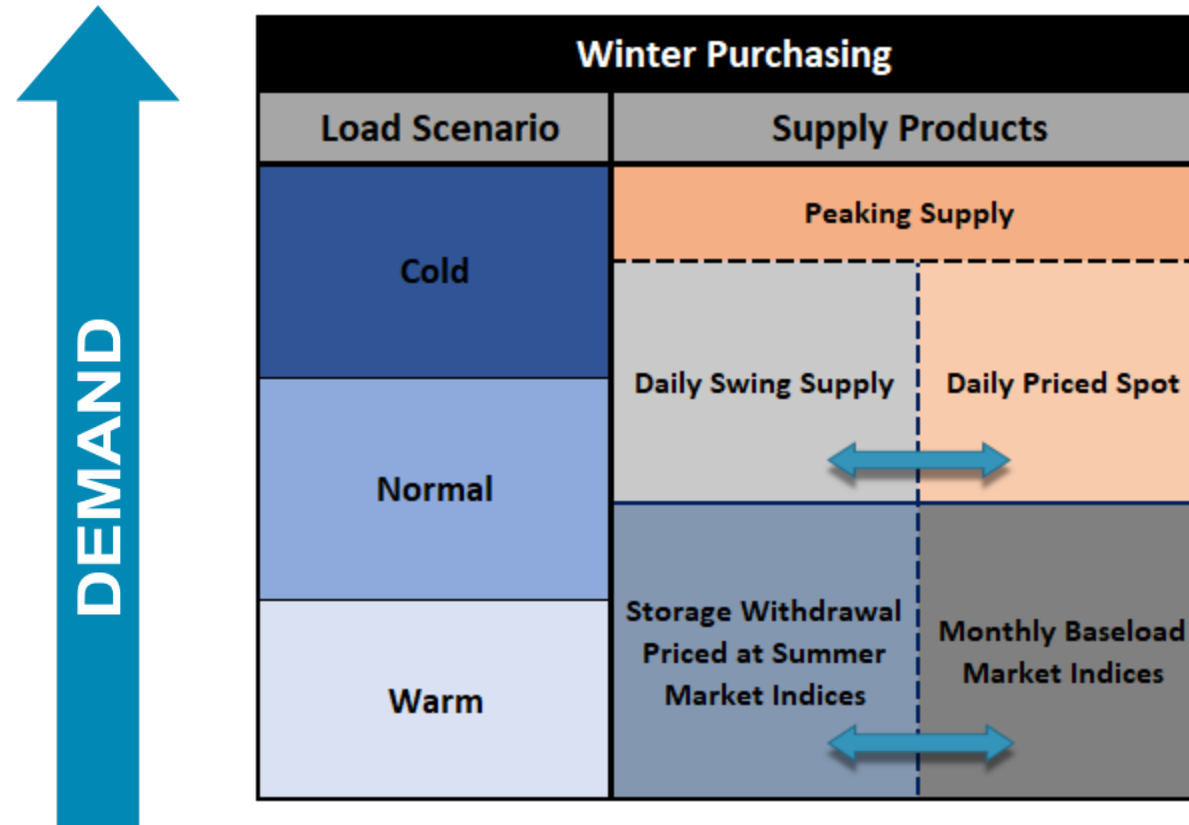 DEMAND
Winter Purchasing
Load Scenario
Supply Products
Cold
Normal
Warm
Peaking Supply
Daily Swing Supply
Daily Priced Spot
Storage Withdrawal
Priced at Summer
Market Indices
Monthly Baseload
Market Indices